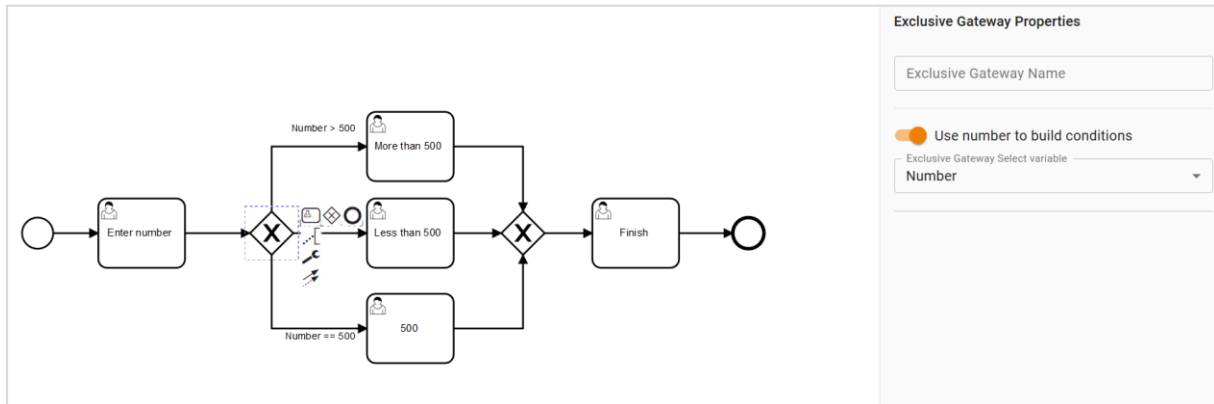 Exclusive Gateway Properties
Exclusive Gateway Name
Use number to build conditions
Exclusive Gateway Select variable
Number
Number > 500
More than 500
Enter number
Less than 500
Finish
500
Number == 500